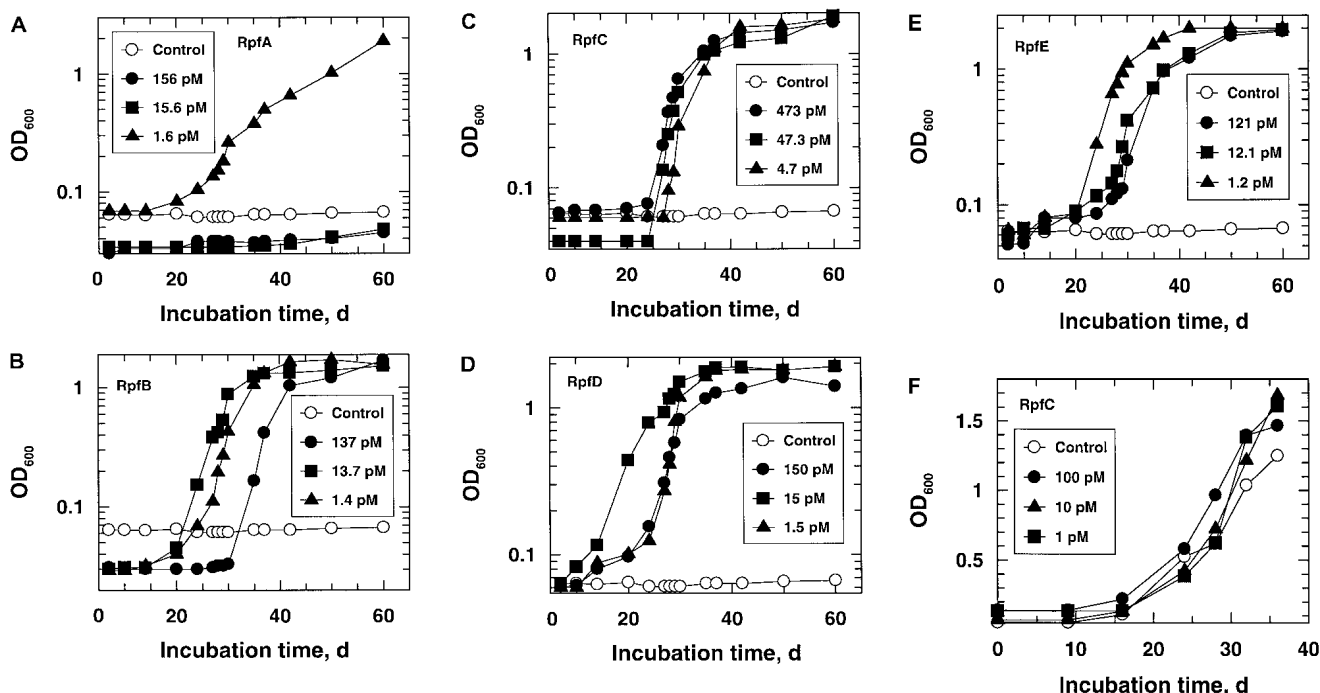 A
RpfA
Control
156 pM
15.6 pM
1.6 pM
OD600
1
0.1
0
20
40
60
Incubation time, d
B
RpfB
Control
137 pM
13.7 pM
1.4 pM
OD600
1
0.1
0
20
40
60
Incubation time, d
C
RpfC
Control
473 pM
47.3 pM
4.7 pM
OD600
1
0.1
0
20
40
60
Incubation time, d
D
RpfD
Control
150 pM
15 pM
1.5 pM
OD600
1
0.1
0
20
40
60
Incubation time, d
E
RpfE
Control
121 pM
12.1 pM
1.2 pM
OD600
1
0.1
0
20
40
60
Incubation time, d
F
RpfC
Control
100 pM
10 pM
1 pM
OD600
1.5
1
0.5
0
10
20
30
40
Incubation time, d